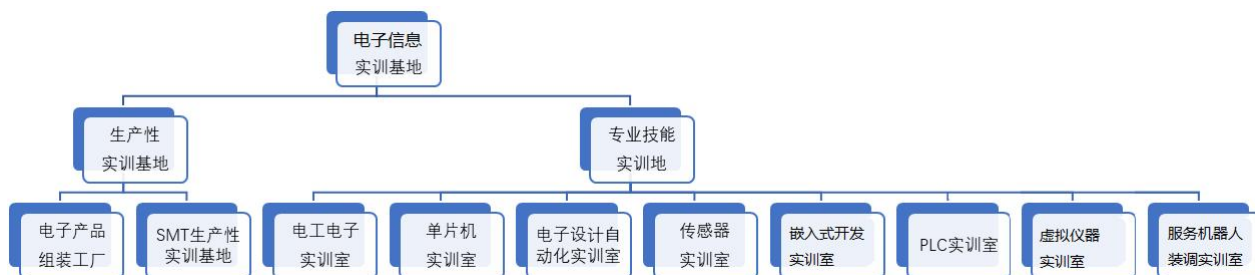 电子信息
实训基地
生产性
实训基地
专业技能
实训地
电子产品
组装工厂
SMT生产性
实训基地
电工电子
实训室
单片机
实训室
电子设计自
动化实训室
传感器
实训室
嵌入式开发
实训室
PLC实训室
虚拟仪器
实训室
服务机器人
装调实训室